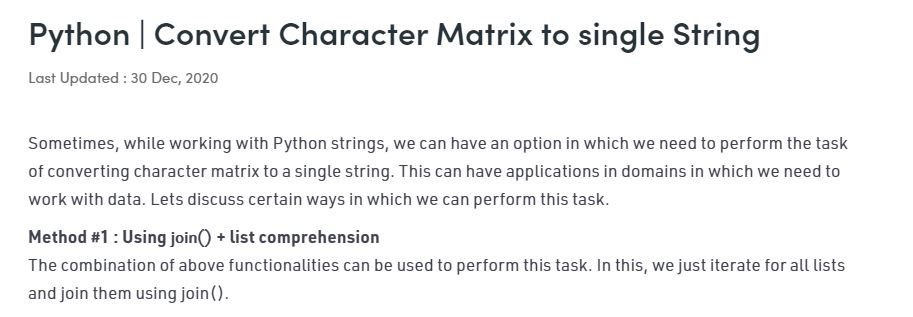 Python | Convert Character Matrix to single String
Last Updated : 30 Dec, 2020
Sometimes, while working with Python strings, we can have an option in which we need to perform the task
of converting character matrix to a single string. This can have applications in domains in which we need to
work with data. Lets discuss certain ways in which we can perform this task.
Method #1 : Using join() + list comprehension
The combination of above functionalities can be used to perform this task. In this, we just iterate for all lists
and join them using join().